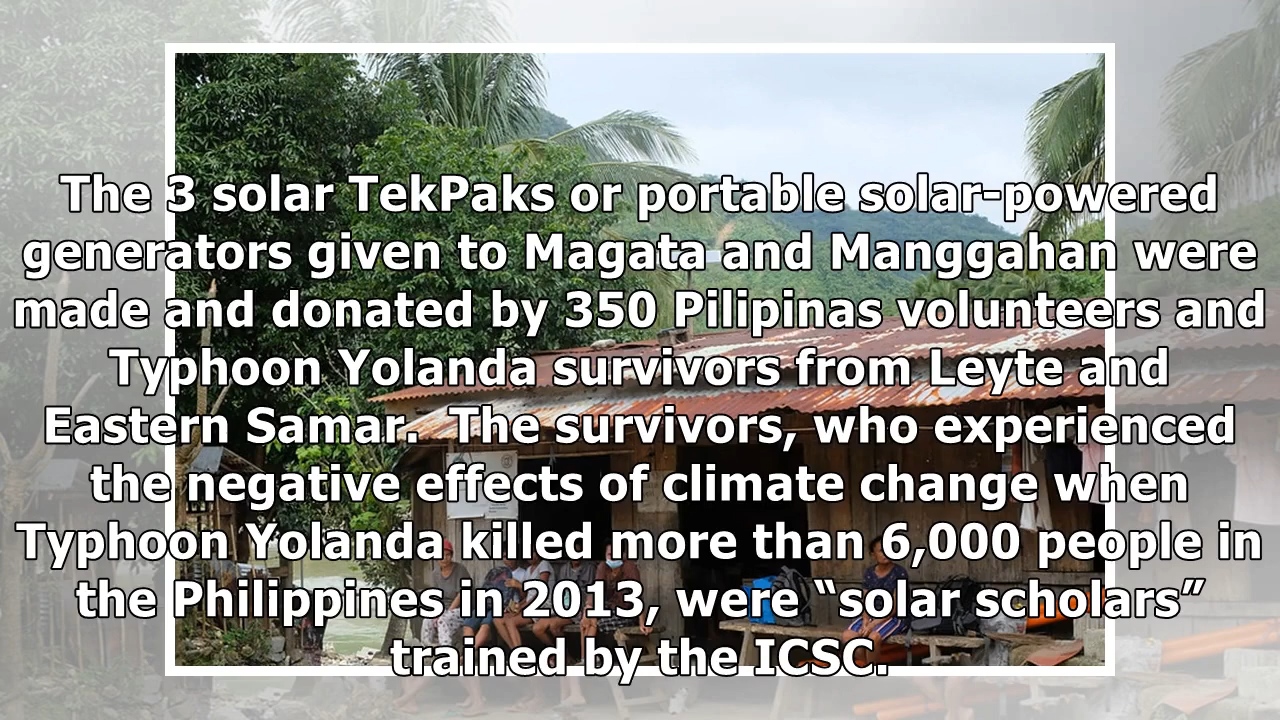 The 3 solar TekPaks or portable solar-powered
generators given to Magata and Manggahan were
made and donated by 350 Pilipinas volunteers and
Typhoon Yolanda survivors from Leyte and
Eastern Samar.  The survivors, who experienced
the negative effects of climate change when
Typhoon Yolanda killed more than 6,000 people in
the Philippines in 2013, were “solar scholars”
trained by the ICSC.